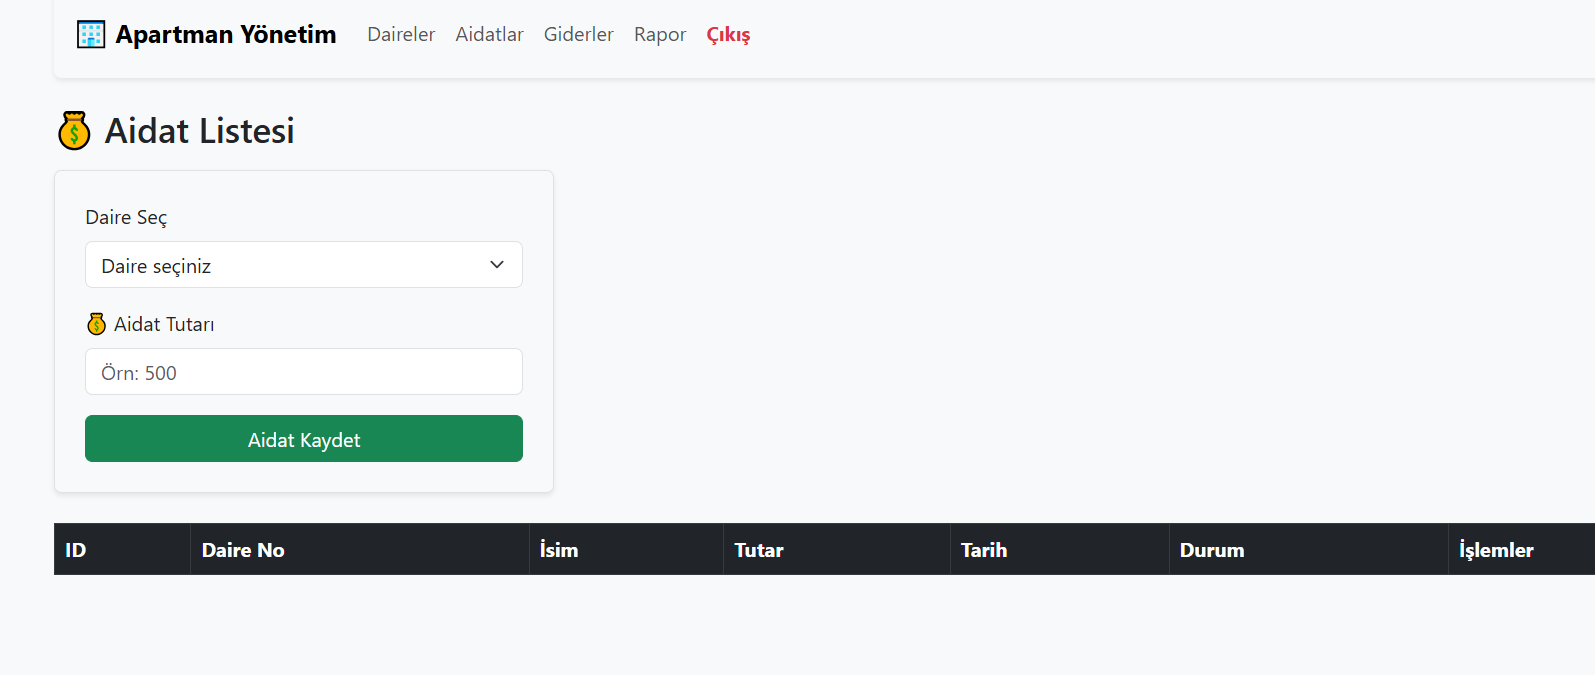 Apartman Yönetim Daireler Aidatlar Giderler Rapor Çıkış
Aidat Listesi
Daire Seç
Daire seçiniz
Aidat Tutarı
Örn: 500
Aidat Kaydet
ID Daire No İsim Tutar Tarih Durum İşlemler